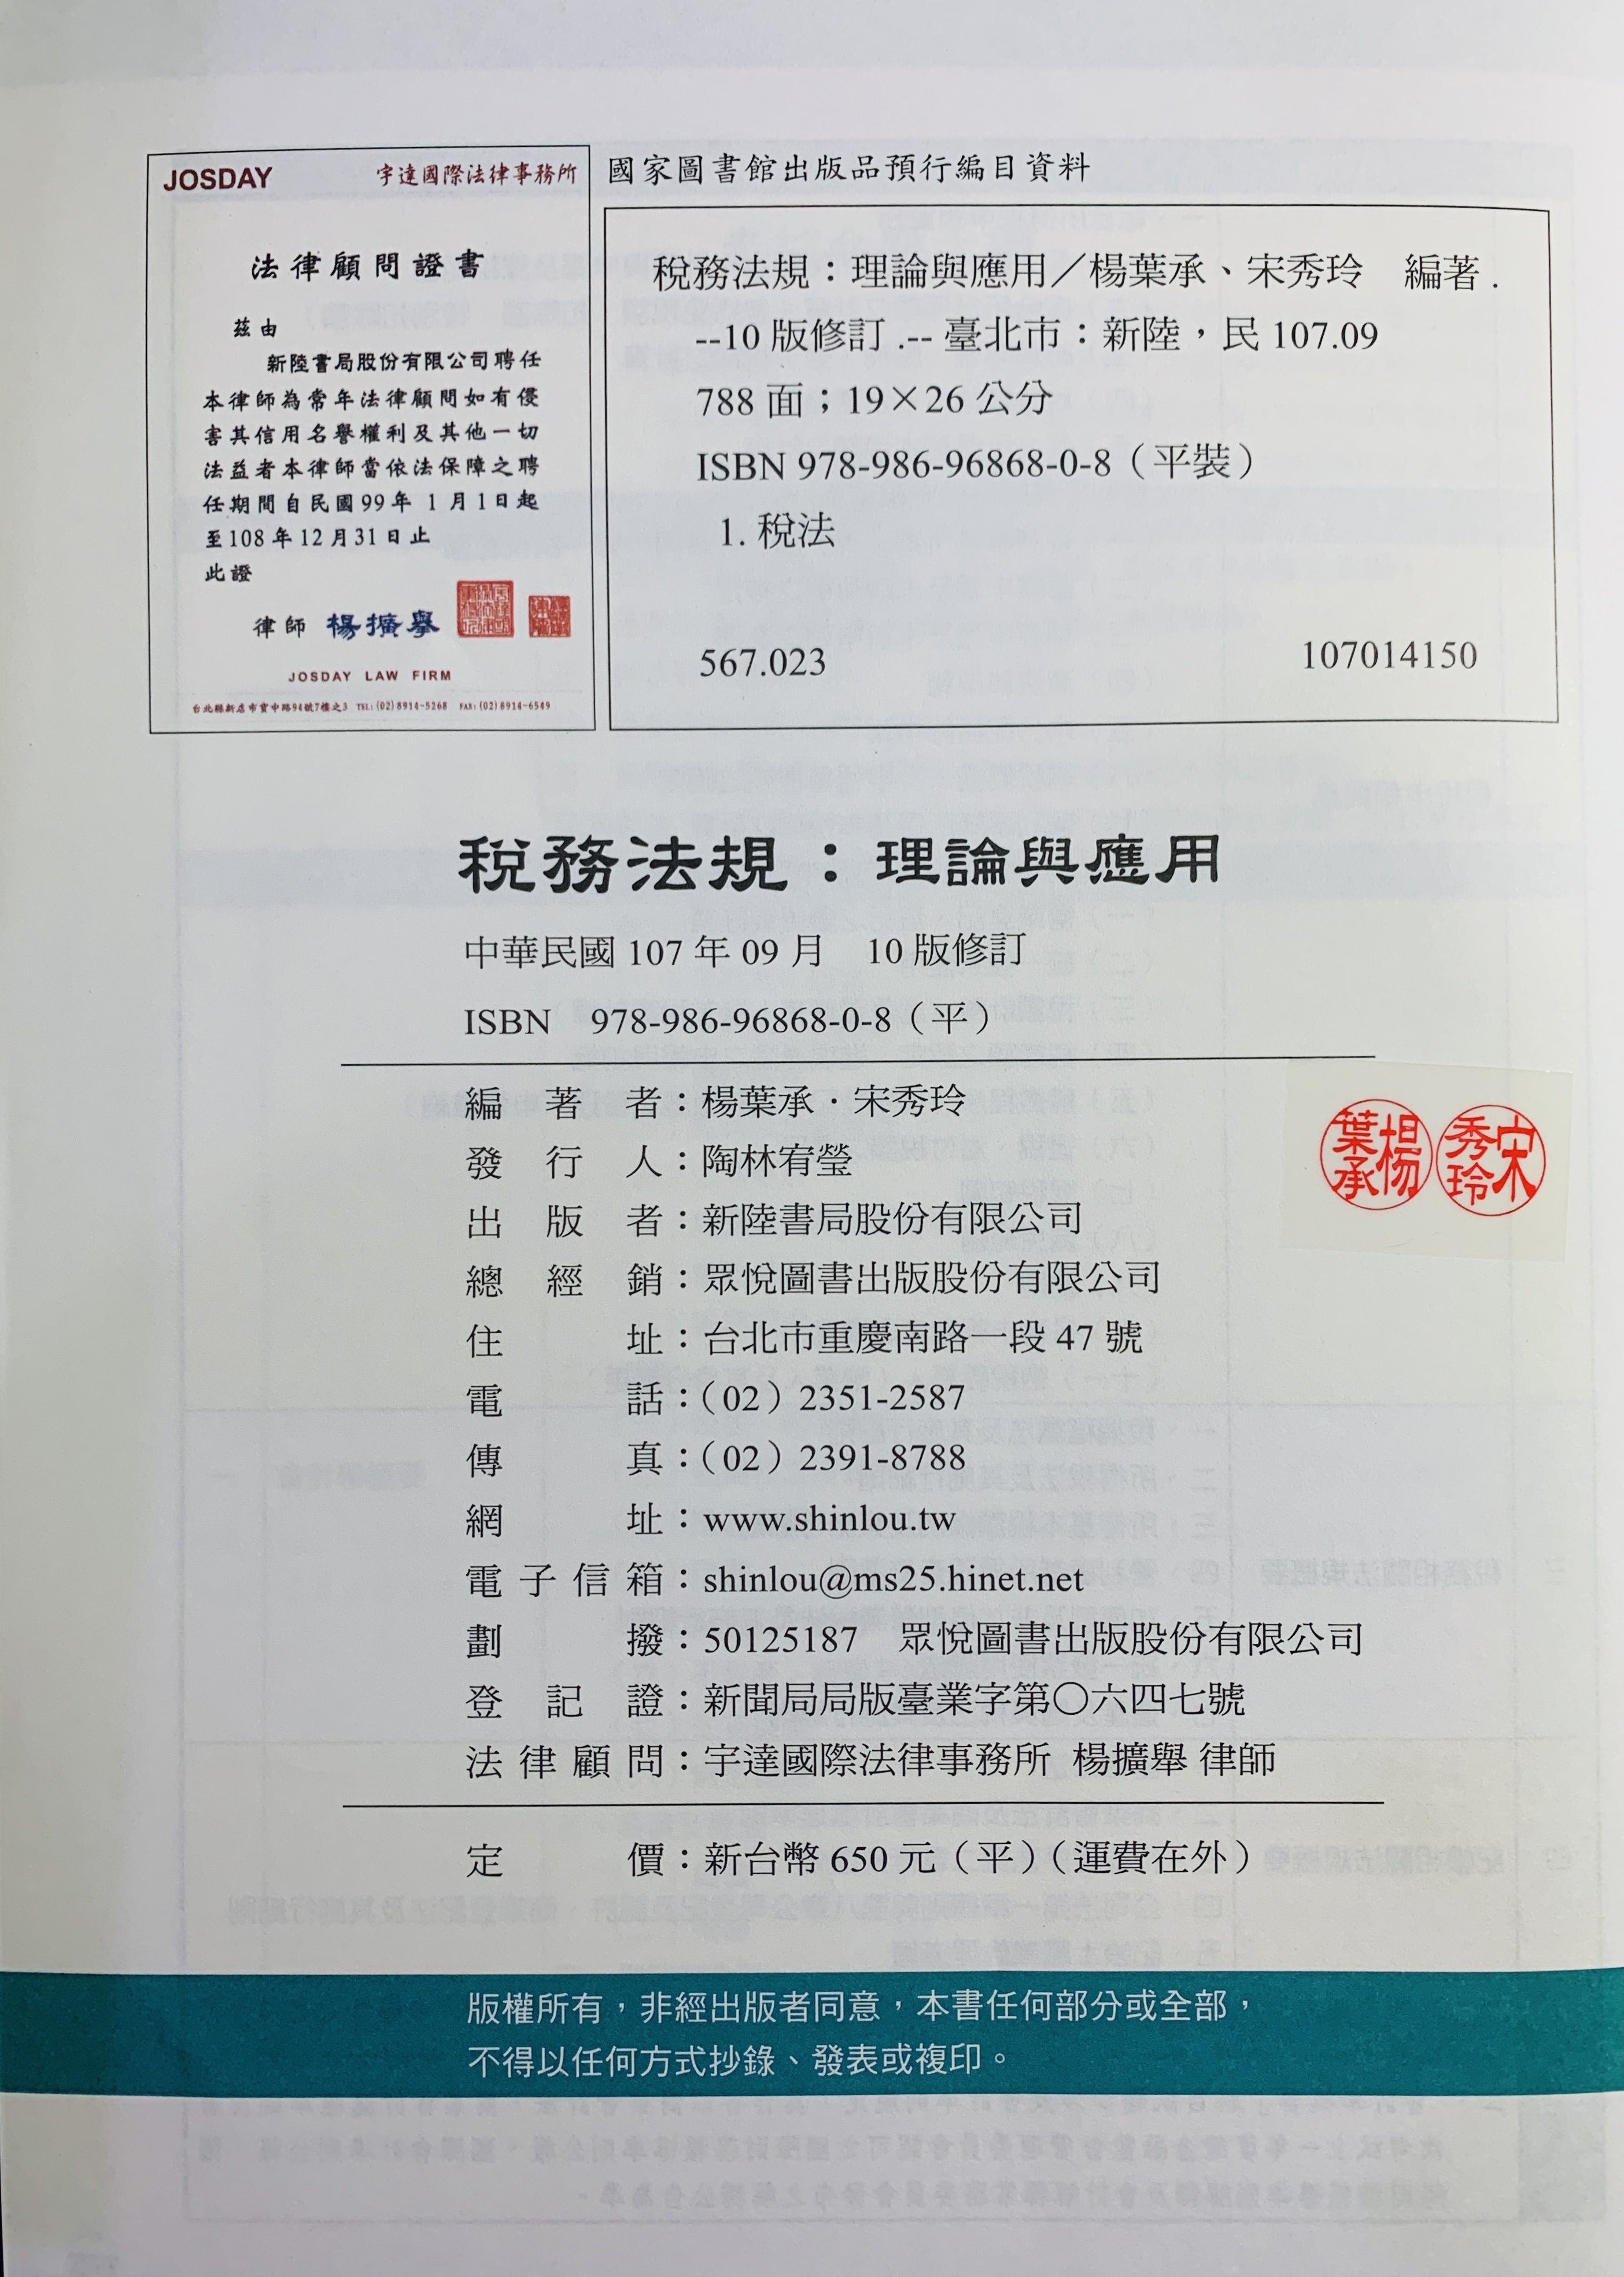 JOSDAY 宇達國際法律事務所
法律顧問證書
茲由
新陸書局股份有限公司聘任
本律師為常年法律顧問如有侵
害其信用名譽權利及其他一切
法益者本律師當依法保障之聘
任期間自民國99年 1月1日起
至108年12月31日止
此證
律師 楊擴舉
JOSDAY LAW FIRM
台北縣新店市寶中路94號7樓之3 TEL:(02)8914-5268 FAX:(02)8914-6549
國家圖書館出版品預行編目資料
稅務法規：理論與應用／楊葉承、宋秀玲 編著.
--10 版修訂.-- 臺北市：新陸，民 107.09
788 面；19×26 公分
ISBN 978-986-96868-0-8（平裝）
1. 稅法
567.023 107014150
稅務法規：理論與應用
中華民國 107 年 09 月 10 版修訂
ISBN 978-986-96868-0-8（平）
編著者：楊葉承．宋秀玲
發行人：陶林宥瑩
出版者：新陸書局股份有限公司
總經銷：眾悅圖書出版股份有限公司
住址：台北市重慶南路一段 47 號
電話：（02）2351-2587
傳真：（02）2391-8788
網址：www.shinlou.tw
電子信箱：shinlou@ms25.hinet.net
劃撥：50125187 眾悅圖書出版股份有限公司
登記證：新聞局局版臺業字第〇六四七號
法律顧問：宇達國際法律事務所 楊擴舉 律師
楊葉承 宋秀玲
定價：新台幣 650 元（平）（運費在外）
版權所有，非經出版者同意，本書任何部分或全部，
不得以任何方式抄錄、發表或複印。